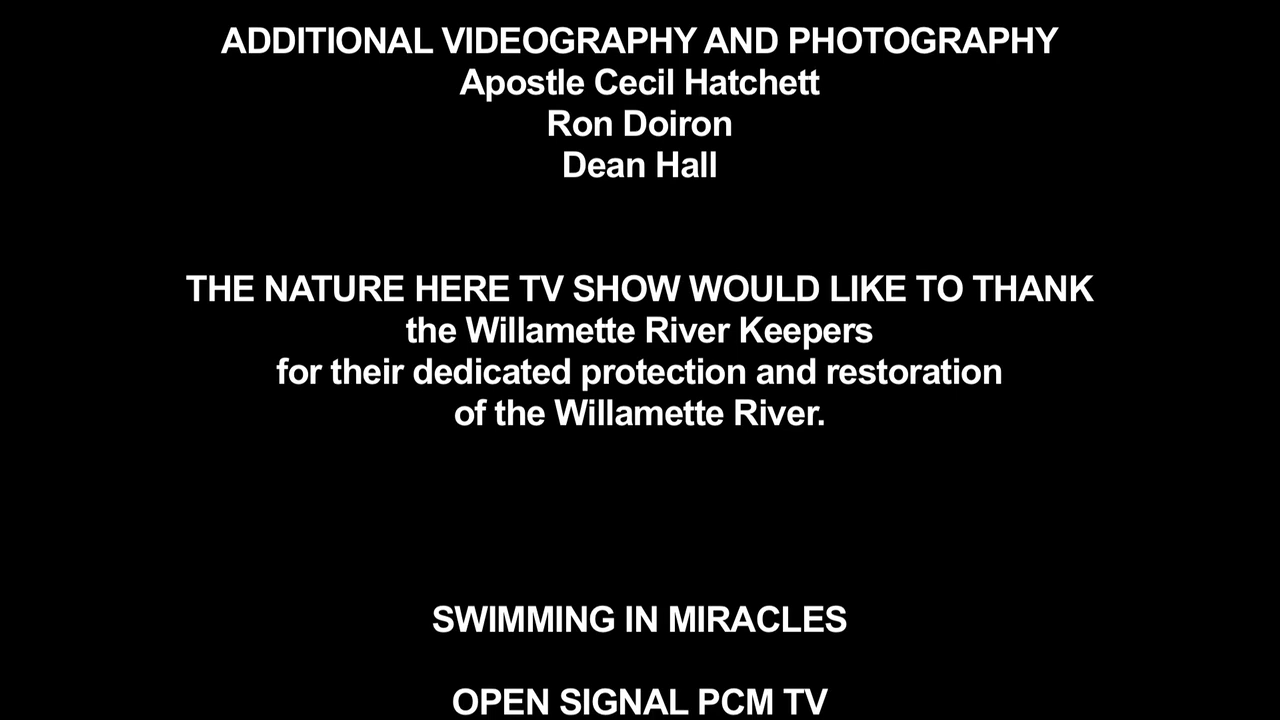 ADDITIONAL VIDEOGRAPHY AND PHOTOGRAPHY
Apostle Cecil Hatchett
Ron Doiron
Dean Hall
THE NATURE HERE TV SHOW WOULD LIKE TO THANK
the Willamette River Keepers
for their dedicated protection and restoration
of the Willamette River.
SWIMMING IN MIRACLES
OPEN SIGNAL PCM TV